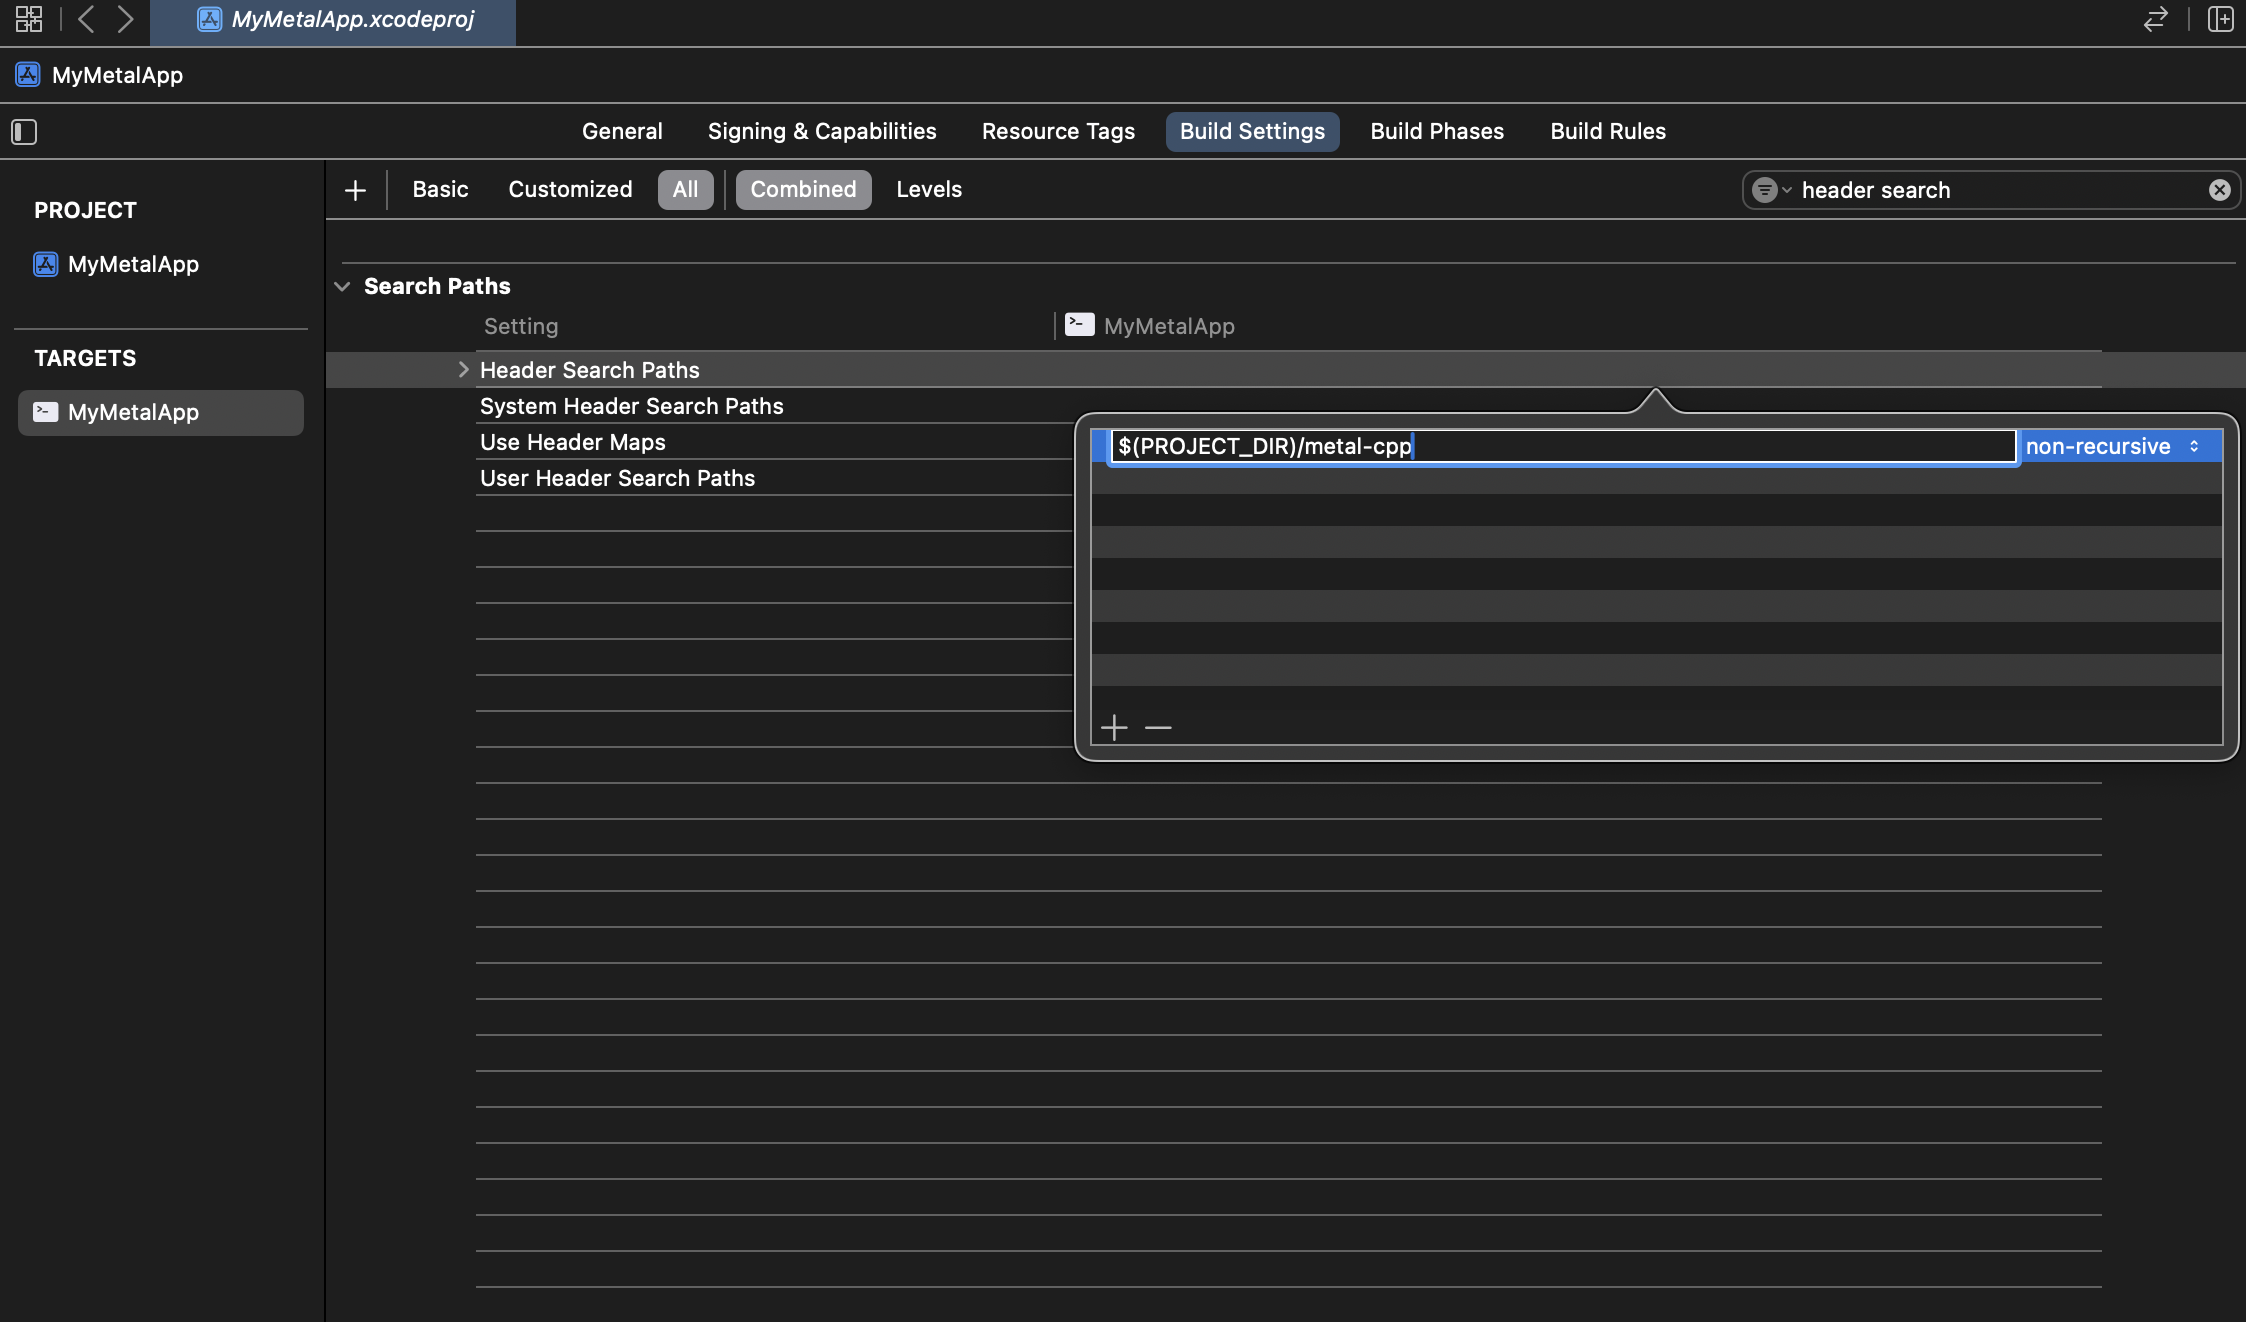 MyMetalApp.xcodeproj
MyMetalApp
General Signing & Capabilities Resource Tags Build Settings Build Phases Build Rules
Basic Customized All Combined Levels header search
PROJECT
MyMetalApp
TARGETS
MyMetalApp
Search Paths
Setting MyMetalApp
Header Search Paths
System Header Search Paths
Use Header Maps
User Header Search Paths
$(PROJECT_DIR)/metal-cpp non-recursive